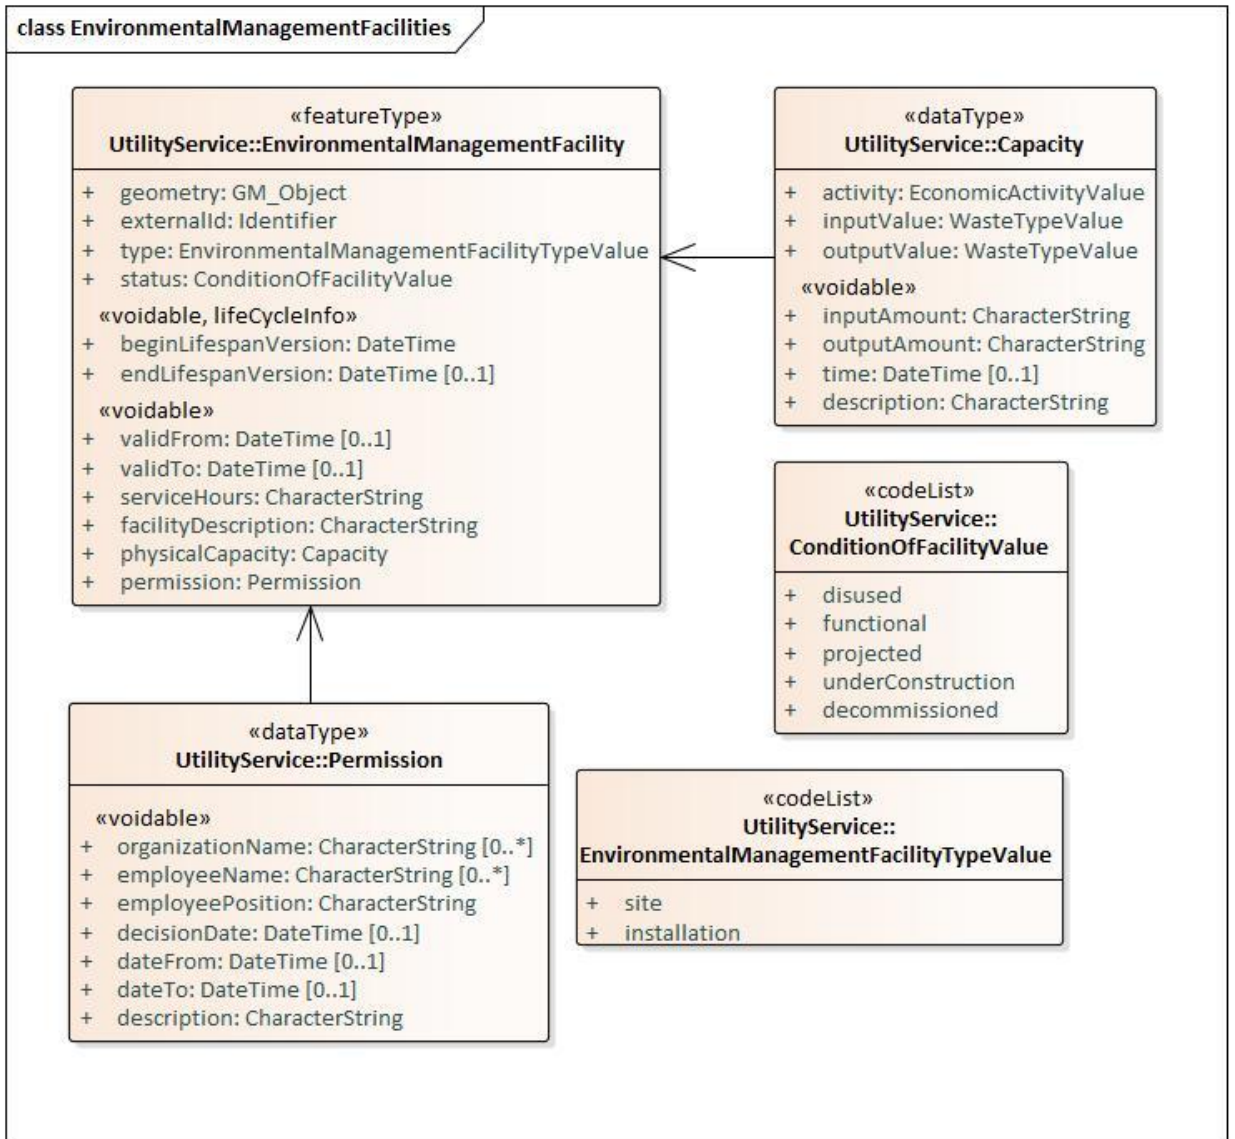 class EnvironmentalManagementFacilities
«featureType»
UtilityService::EnvironmentalManagementFacility
+ geometry: GM_Object
+ externalId: Identifier
+ type: EnvironmentalManagementFacilityTypeValue
+ status: ConditionOfFacilityValue
«voidable, lifeCycleInfo»
+ beginLifespanVersion: DateTime
+ endLifespanVersion: DateTime [0..1]
«voidable»
+ validFrom: DateTime [0..1]
+ validTo: DateTime [0..1]
+ serviceHours: CharacterString
+ facilityDescription: CharacterString
+ physicalCapacity: Capacity
+ permission: Permission
«dataType»
UtilityService::Capacity
+ activity: EconomicActivityValue
+ inputValue: WasteTypeValue
+ outputValue: WasteTypeValue
«voidable»
+ inputAmount: CharacterString
+ outputAmount: CharacterString
+ time: DateTime [0..1]
+ description: CharacterString
«codeList»
UtilityService::
ConditionOfFacilityValue
+ disused
+ functional
+ projected
+ underConstruction
+ decommissioned
«dataType»
UtilityService::Permission
«voidable»
+ organizationName: CharacterString [0..*]
+ employeeName: CharacterString [0..*]
+ employeePosition: CharacterString
+ decisionDate: DateTime [0..1]
+ dateFrom: DateTime [0..1]
+ dateTo: DateTime [0..1]
+ description: CharacterString
«codeList»
UtilityService::
EnvironmentalManagementFacilityTypeValue
+ site
+ installation